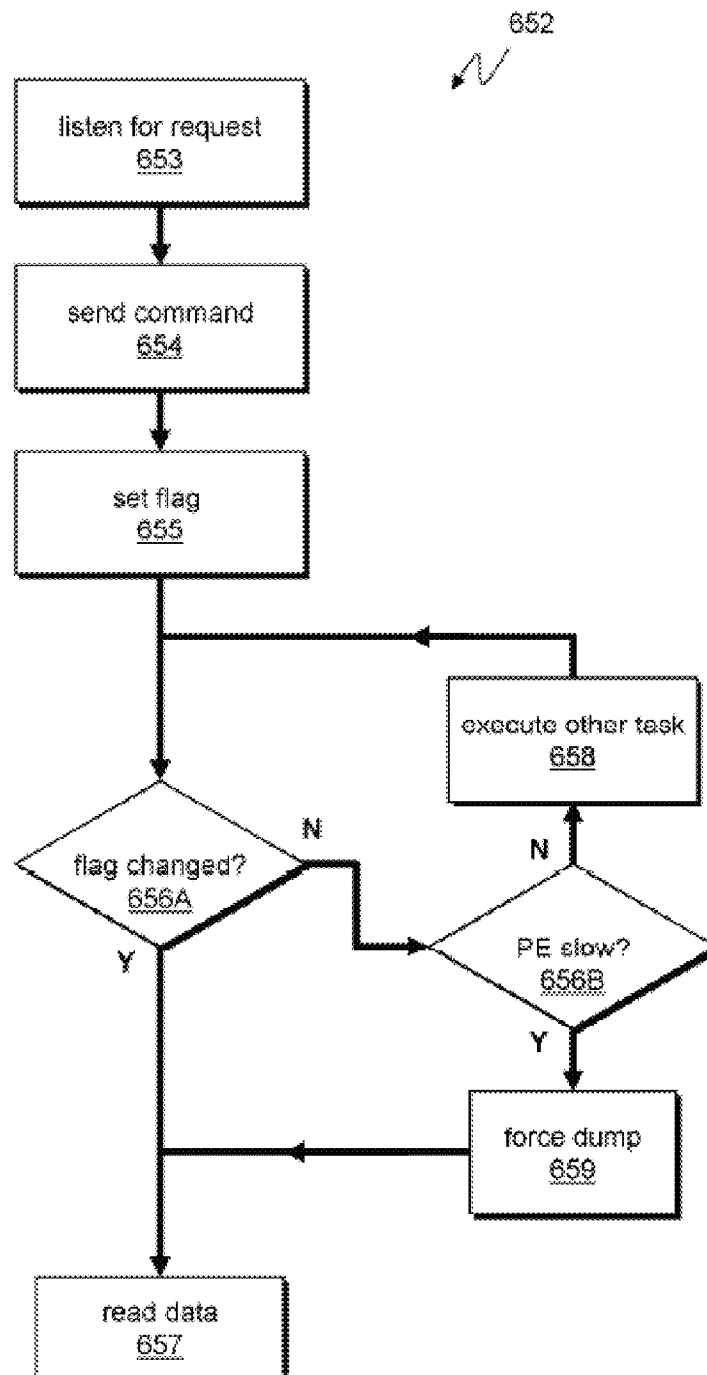 652
listen for request
653
send command
654
set flag
655
execute other task
658
N
N
flag changed?
656A
Y
PE slow?
656B
Y
force dump
659
read data
657